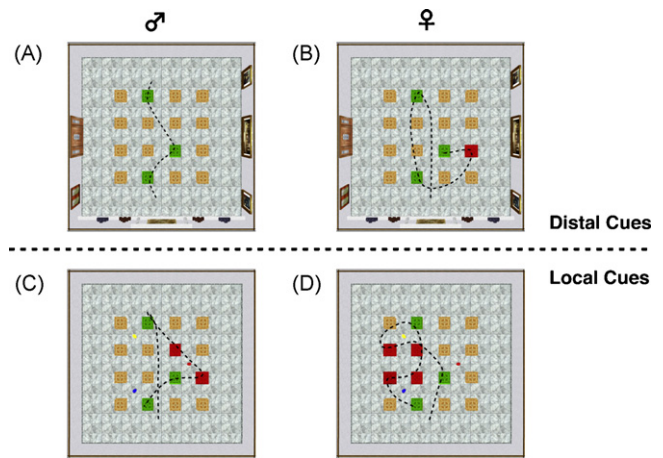 ♂ ♀
(A) (B)
Distal Cues
Local Cues
(C) (D)